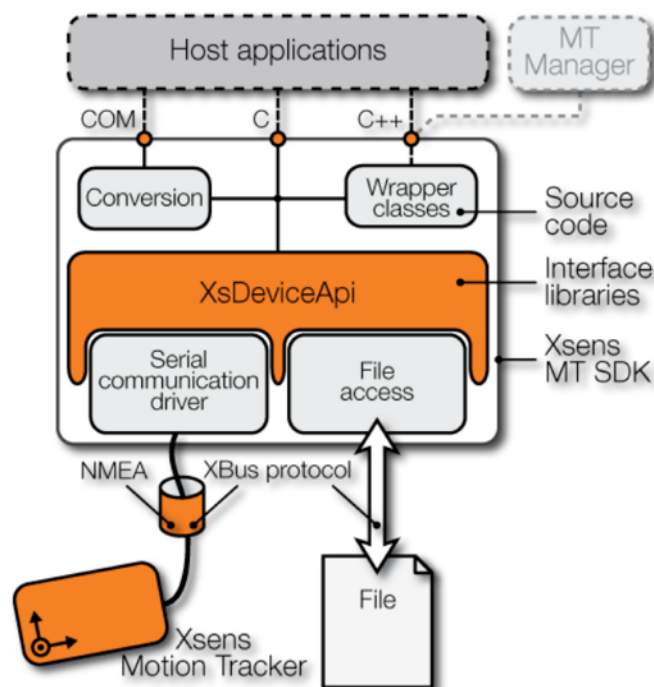 Host applications
MT
Manager
COM
C
C++
Conversion
Wrapper
classes
Source
code
XsDeviceApi
Interface
libraries
Serial
communication
driver
File
access
Xsens
MT SDK
NMEA
XBus protocol
File
Xsens
Motion Tracker